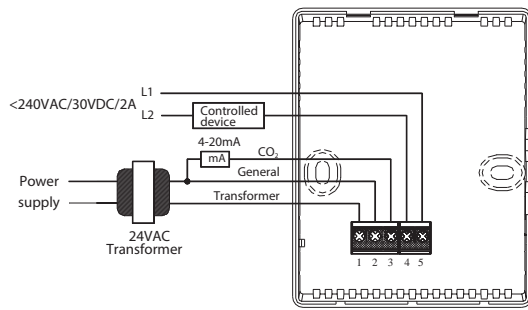 L1
<240VAC/30VDC/2A
L2
Controlled
device
4-20mA
mA
CO₂
General
Power
supply
Transformer
24VAC
Transformer
1 2 3 4 5